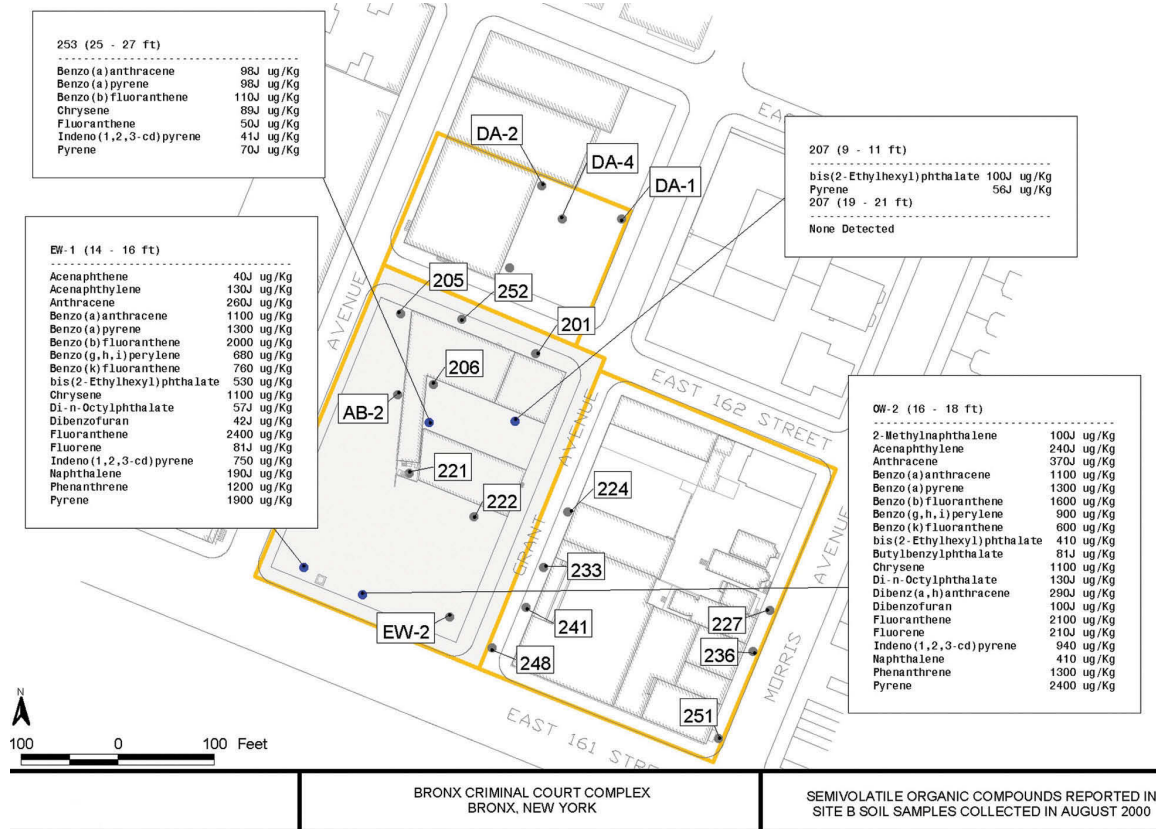 253 (25 - 27 ft)
Benzo(a)anthracene 98J ug/Kg
Benzo(a)pyrene 98J ug/Kg
Benzo(b)fluoranthene 110J ug/Kg
Chrysene 89J ug/Kg
Fluoranthene 50J ug/Kg
Indeno(1,2,3-cd)pyrene 41J ug/Kg
Pyrene 70J ug/Kg
EW-1 (14 - 16 ft)
Acenaphthene 40J ug/Kg
Acenaphthylene 130J ug/Kg
Anthracene 260J ug/Kg
Benzo(a)anthracene 1100 ug/Kg
Benzo(a)pyrene 1300 ug/Kg
Benzo(b)fluoranthene 2000 ug/Kg
Benzo(g,h,i)perylene 680 ug/Kg
Benzo(k)fluoranthene 760 ug/Kg
bis(2-Ethylhexyl)phthalate 530 ug/Kg
Chrysene 1100 ug/Kg
Di-n-Octylphthalate 57J ug/Kg
Dibenzofuran 42J ug/Kg
Fluoranthene 2400 ug/Kg
Fluorene 81J ug/Kg
Indeno(1,2,3-cd)pyrene 750 ug/Kg
Naphthalene 190J ug/Kg
Phenanthrene 1200 ug/Kg
Pyrene 1900 ug/Kg
207 (9 - 11 ft)
bis(2-Ethylhexyl)phthalate 100J ug/Kg
Pyrene 56J ug/Kg
207 (19 - 21 ft)
None Detected
OW-2 (16 - 18 ft)
2-Methylnaphthalene 100J ug/Kg
Acenaphthylene 240J ug/Kg
Anthracene 370J ug/Kg
Benzo(a)anthracene 1100 ug/Kg
Benzo(a)pyrene 1300 ug/Kg
Benzo(b)fluoranthene 1600 ug/Kg
Benzo(g,h,i)perylene 900 ug/Kg
Benzo(k)fluoranthene 600 ug/Kg
bis(2-Ethylhexyl)phthalate 410 ug/Kg
Butylbenzylphthalate 81J ug/Kg
Chrysene 1100 ug/Kg
Di-n-Octylphthalate 130J ug/Kg
Dibenz(a,h)anthracene 290J ug/Kg
Dibenzofuran 100J ug/Kg
Fluoranthene 2100 ug/Kg
Fluorene 210J ug/Kg
Indeno(1,2,3-cd)pyrene 940 ug/Kg
Naphthalene 410 ug/Kg
Phenanthrene 1300 ug/Kg
Pyrene 2400 ug/Kg
DA-2
DA-4
DA-1
205
252
201
206
AB-2
221
222
224
233
241
EW-2
248
227
236
251
AVENUE
GRANT AVENUE
EAST 162 STREET
MORRIS AVENUE
EAST 161
N
100 0 100 Feet
BRONX CRIMINAL COURT COMPLEX
BRONX, NEW YORK
SEMIVOLATILE ORGANIC COMPOUNDS REPORTED IN
SITE B SOIL SAMPLES COLLECTED IN AUGUST 2000